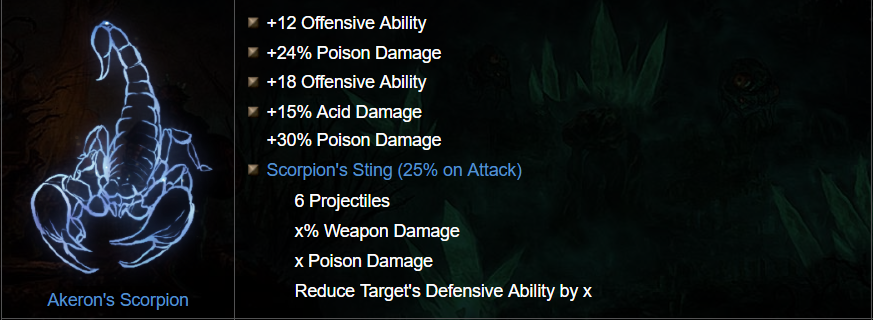 +12 Offensive Ability
+24% Poison Damage
+18 Offensive Ability
+15% Acid Damage
+30% Poison Damage
Scorpion's Sting (25% on Attack)
6 Projectiles
x% Weapon Damage
x Poison Damage
Reduce Target's Defensive Ability by x
Akeron's Scorpion